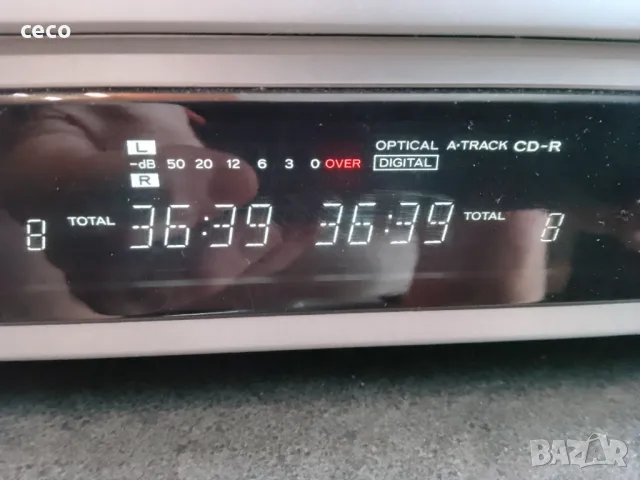 ceco
L
-dB 50 20 12 6 3 0 OVER
R
OPTICAL A•TRACK CD-R
DIGITAL
8 TOTAL 36:39 36:39 TOTAL 8
BAZAR